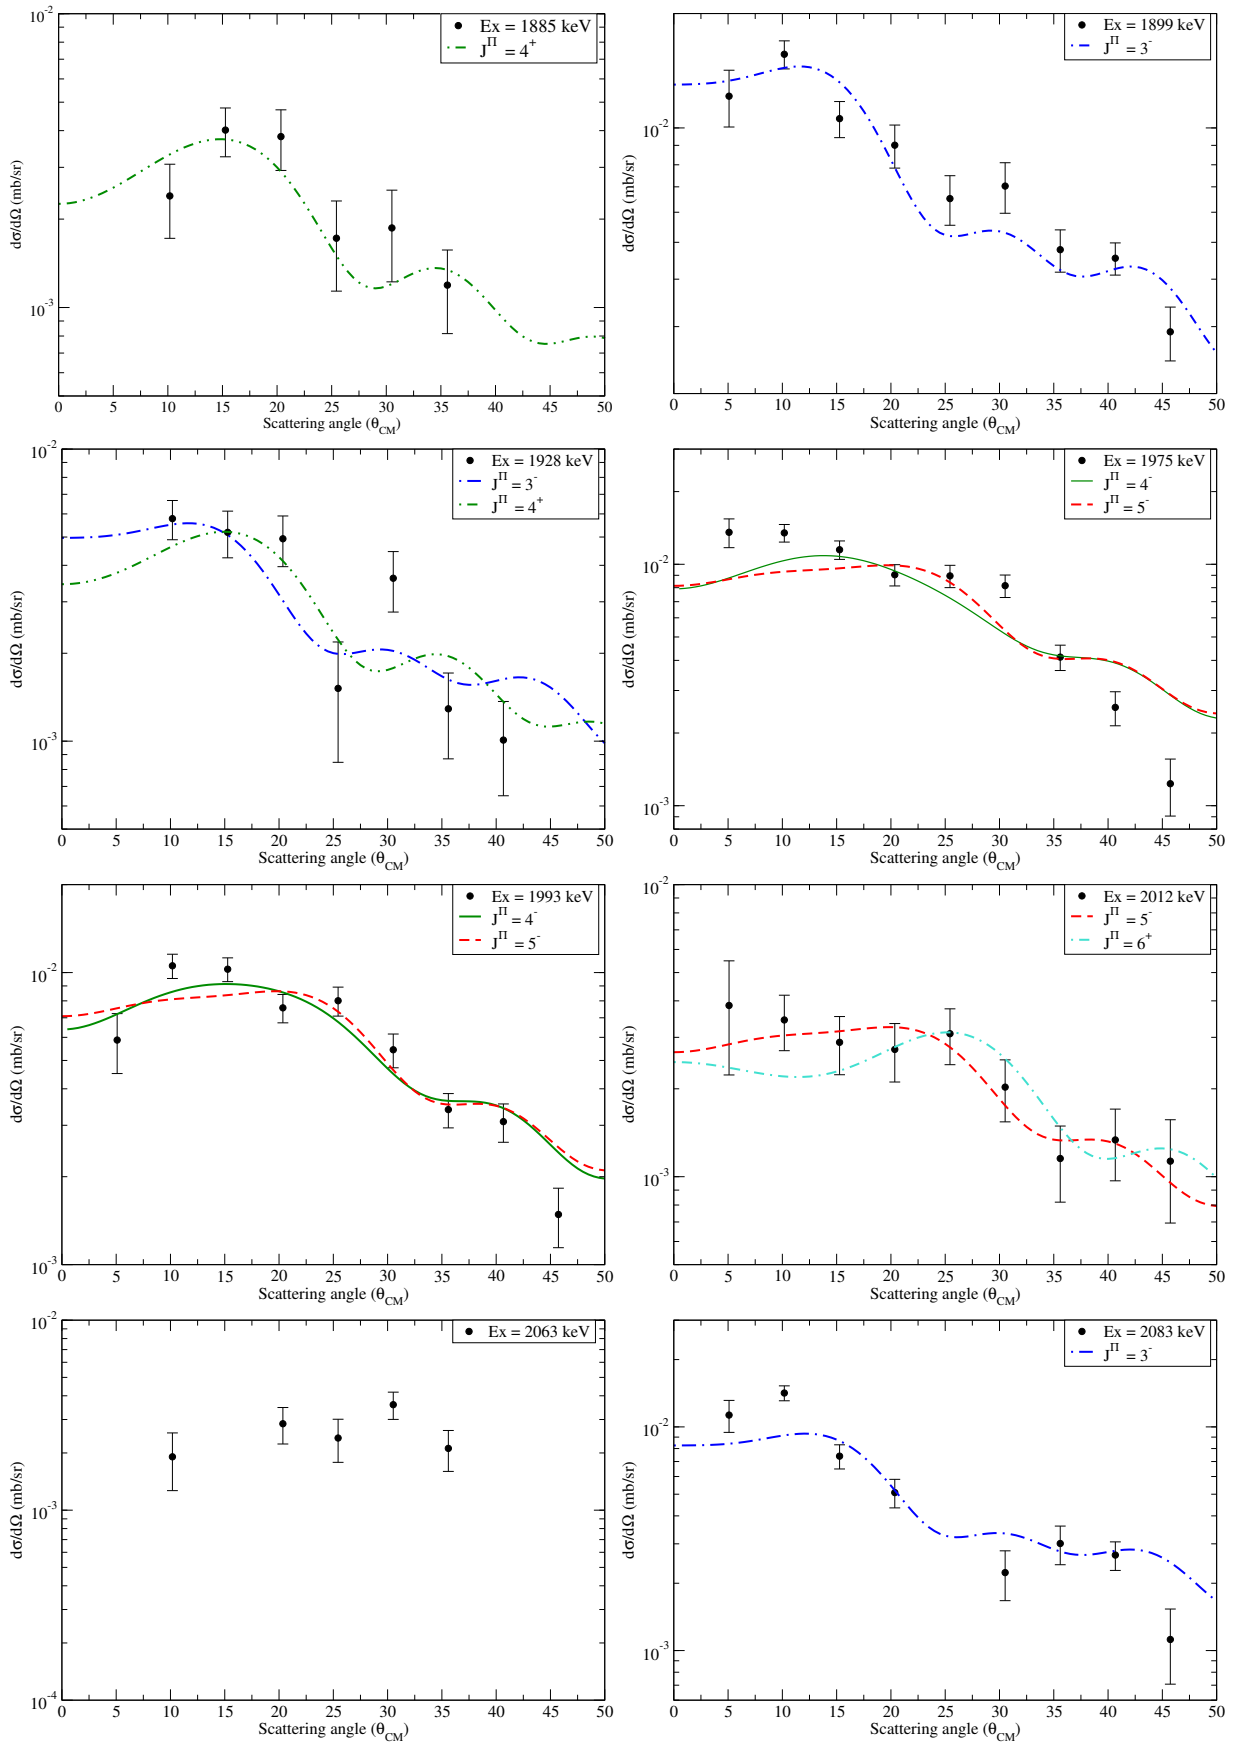 10^-2
Ex = 1885 keV
J^Π = 4^+
dσ/dΩ (mb/sr)
10^-3
0 5 10 15 20 25 30 35 40 45 50
Scattering angle (θ_CM)
Ex = 1899 keV
J^Π = 3^-
10^-2
dσ/dΩ (mb/sr)
0 5 10 15 20 25 30 35 40 45 50
Scattering angle (θ_CM)
10^-2
Ex = 1928 keV
J^Π = 3^-
J^Π = 4^+
dσ/dΩ (mb/sr)
10^-3
0 5 10 15 20 25 30 35 40 45 50
Scattering angle (θ_CM)
Ex = 1975 keV
J^Π = 4^-
J^Π = 5^-
10^-2
dσ/dΩ (mb/sr)
10^-3
0 5 10 15 20 25 30 35 40 45 50
Scattering angle (θ_CM)
Ex = 1993 keV
J^Π = 4^-
J^Π = 5^-
10^-2
dσ/dΩ (mb/sr)
10^-3
0 5 10 15 20 25 30 35 40 45 50
Scattering angle (θ_CM)
10^-2
Ex = 2012 keV
J^Π = 5^-
J^Π = 6^+
dσ/dΩ (mb/sr)
10^-3
0 5 10 15 20 25 30 35 40 45 50
Scattering angle (θ_CM)
10^-2
Ex = 2063 keV
dσ/dΩ (mb/sr)
10^-3
10^-4
0 5 10 15 20 25 30 35 40 45 50
Scattering angle (θ_CM)
Ex = 2083 keV
J^Π = 3^-
10^-2
dσ/dΩ (mb/sr)
10^-3
0 5 10 15 20 25 30 35 40 45 50
Scattering angle (θ_CM)